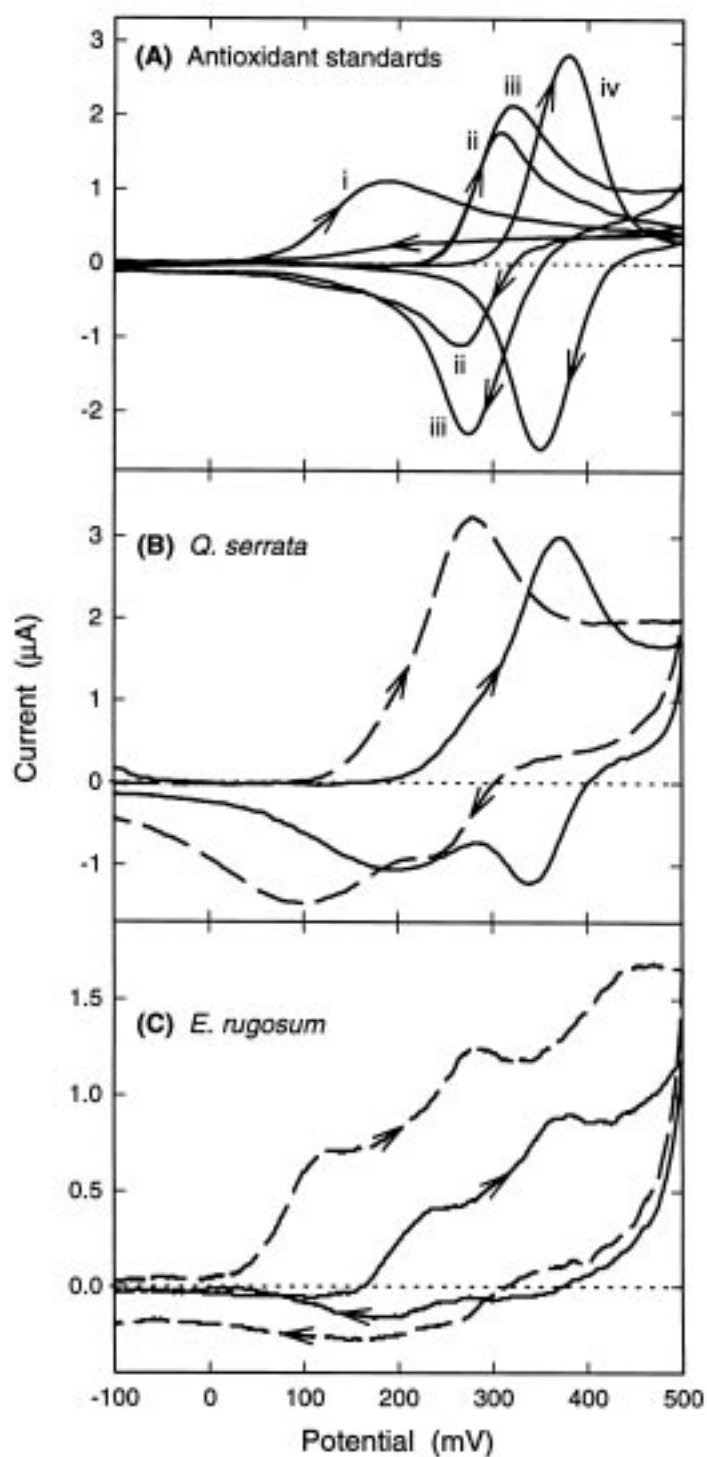 3
(A) Antioxidant standards
iii
iv
2
ii
i
1
0
-1
ii
-2
iii
3
(B) Q. serrata
2
1
0
-1
Current (μA)
1.5
(C) E. rugosum
1.0
0.5
0.0
-100 0 100 200 300 400 500
Potential (mV)